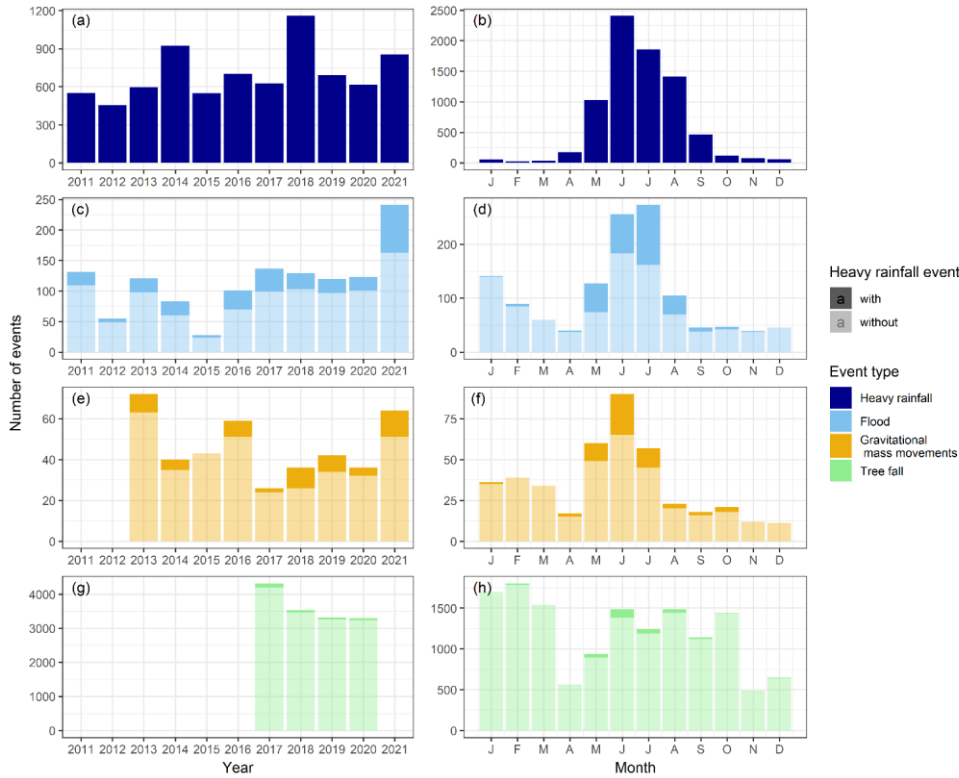 (a)
1200
900
600
300
0
2011 2012 2013 2014 2015 2016 2017 2018 2019 2020 2021
(b)
2500
2000
1500
1000
500
0
J F M A M J J A S O N D
(c)
250
200
150
100
50
0
2011 2012 2013 2014 2015 2016 2017 2018 2019 2020 2021
(d)
200
100
0
J F M A M J J A S O N D
Number of events
(e)
60
40
20
0
2011 2012 2013 2014 2015 2016 2017 2018 2019 2020 2021
(f)
75
50
25
0
J F M A M J J A S O N D
(g)
4000
3000
2000
1000
0
2011 2012 2013 2014 2015 2016 2017 2018 2019 2020 2021
Year
(h)
1500
1000
500
0
J F M A M J J A S O N D
Month
Heavy rainfall event
a with
a without
Event type
Heavy rainfall
Flood
Gravitational
mass movements
Tree fall